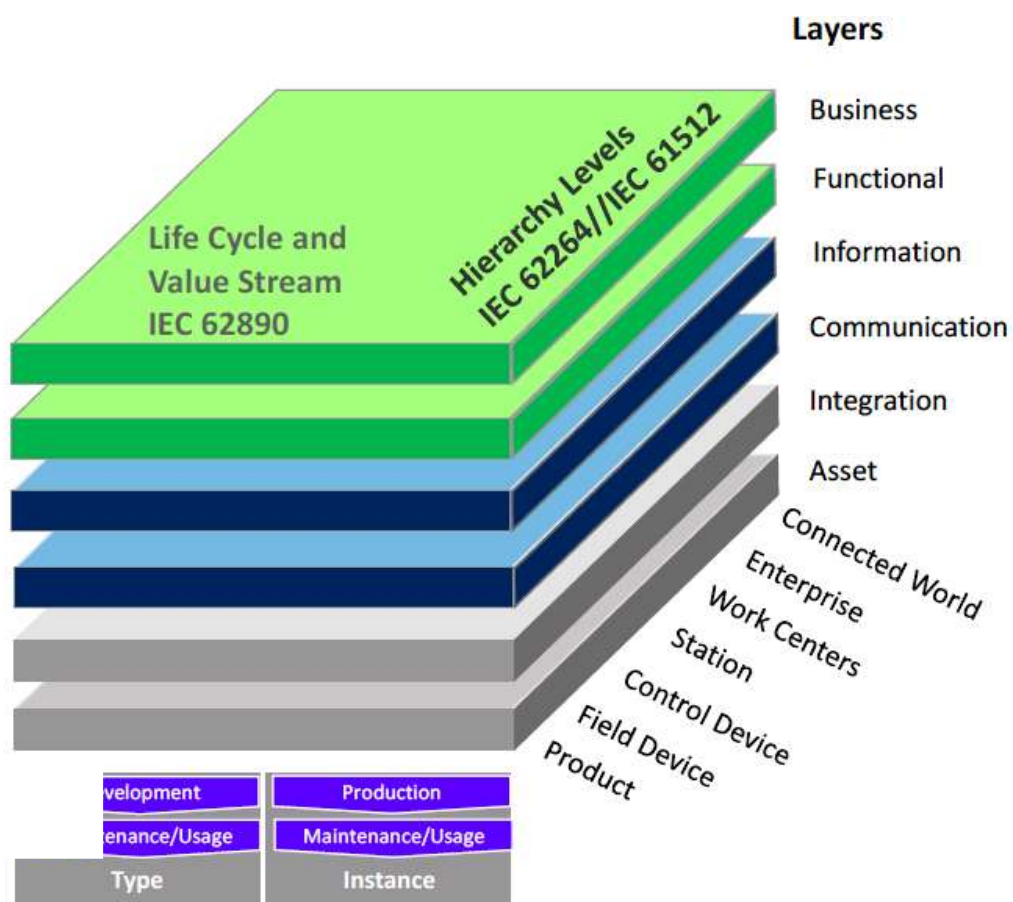 Layers
Business
Functional
Information
Communication
Integration
Asset
Life Cycle and
Value Stream
IEC 62890
Hierarchy Levels
IEC 62264//IEC 61512
Connected World
Enterprise
Work Centers
Station
Control Device
Field Device
Product
velopment
Production
enance/Usage
Maintenance/Usage
Type
Instance